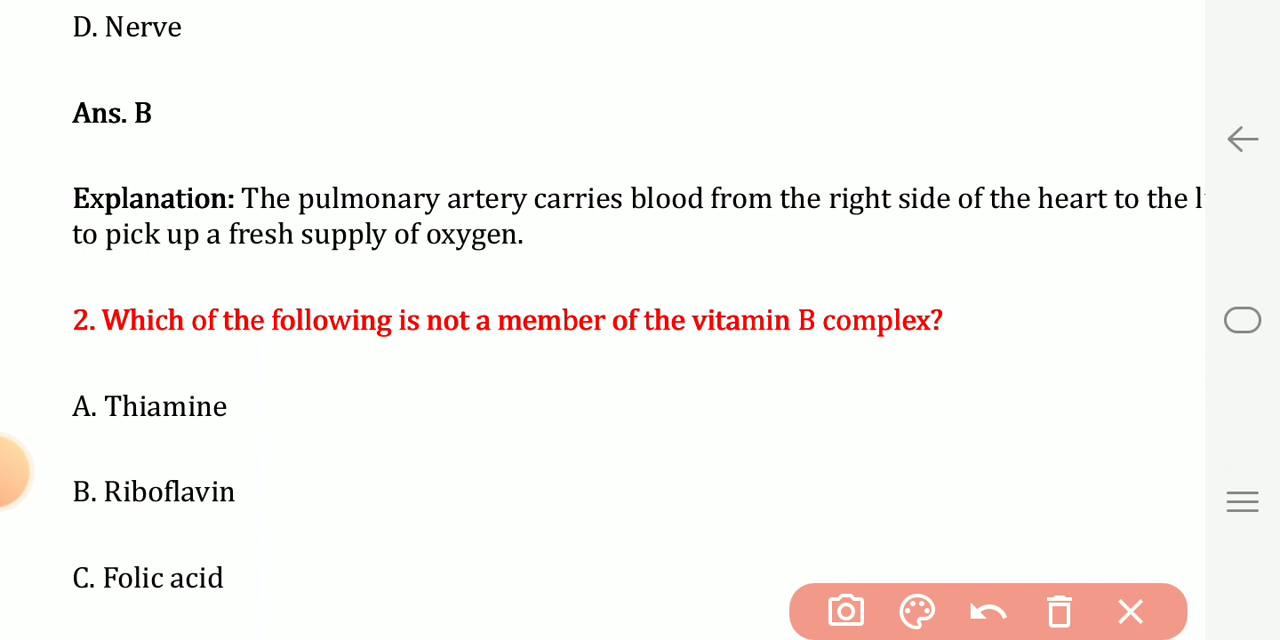 D. Nerve
Ans. B
Explanation: The pulmonary artery carries blood from the right side of the heart to the
to pick up a fresh supply of oxygen.
2. Which of the following is not a member of the vitamin B complex?
A. Thiamine
B. Riboflavin
C. Folic acid